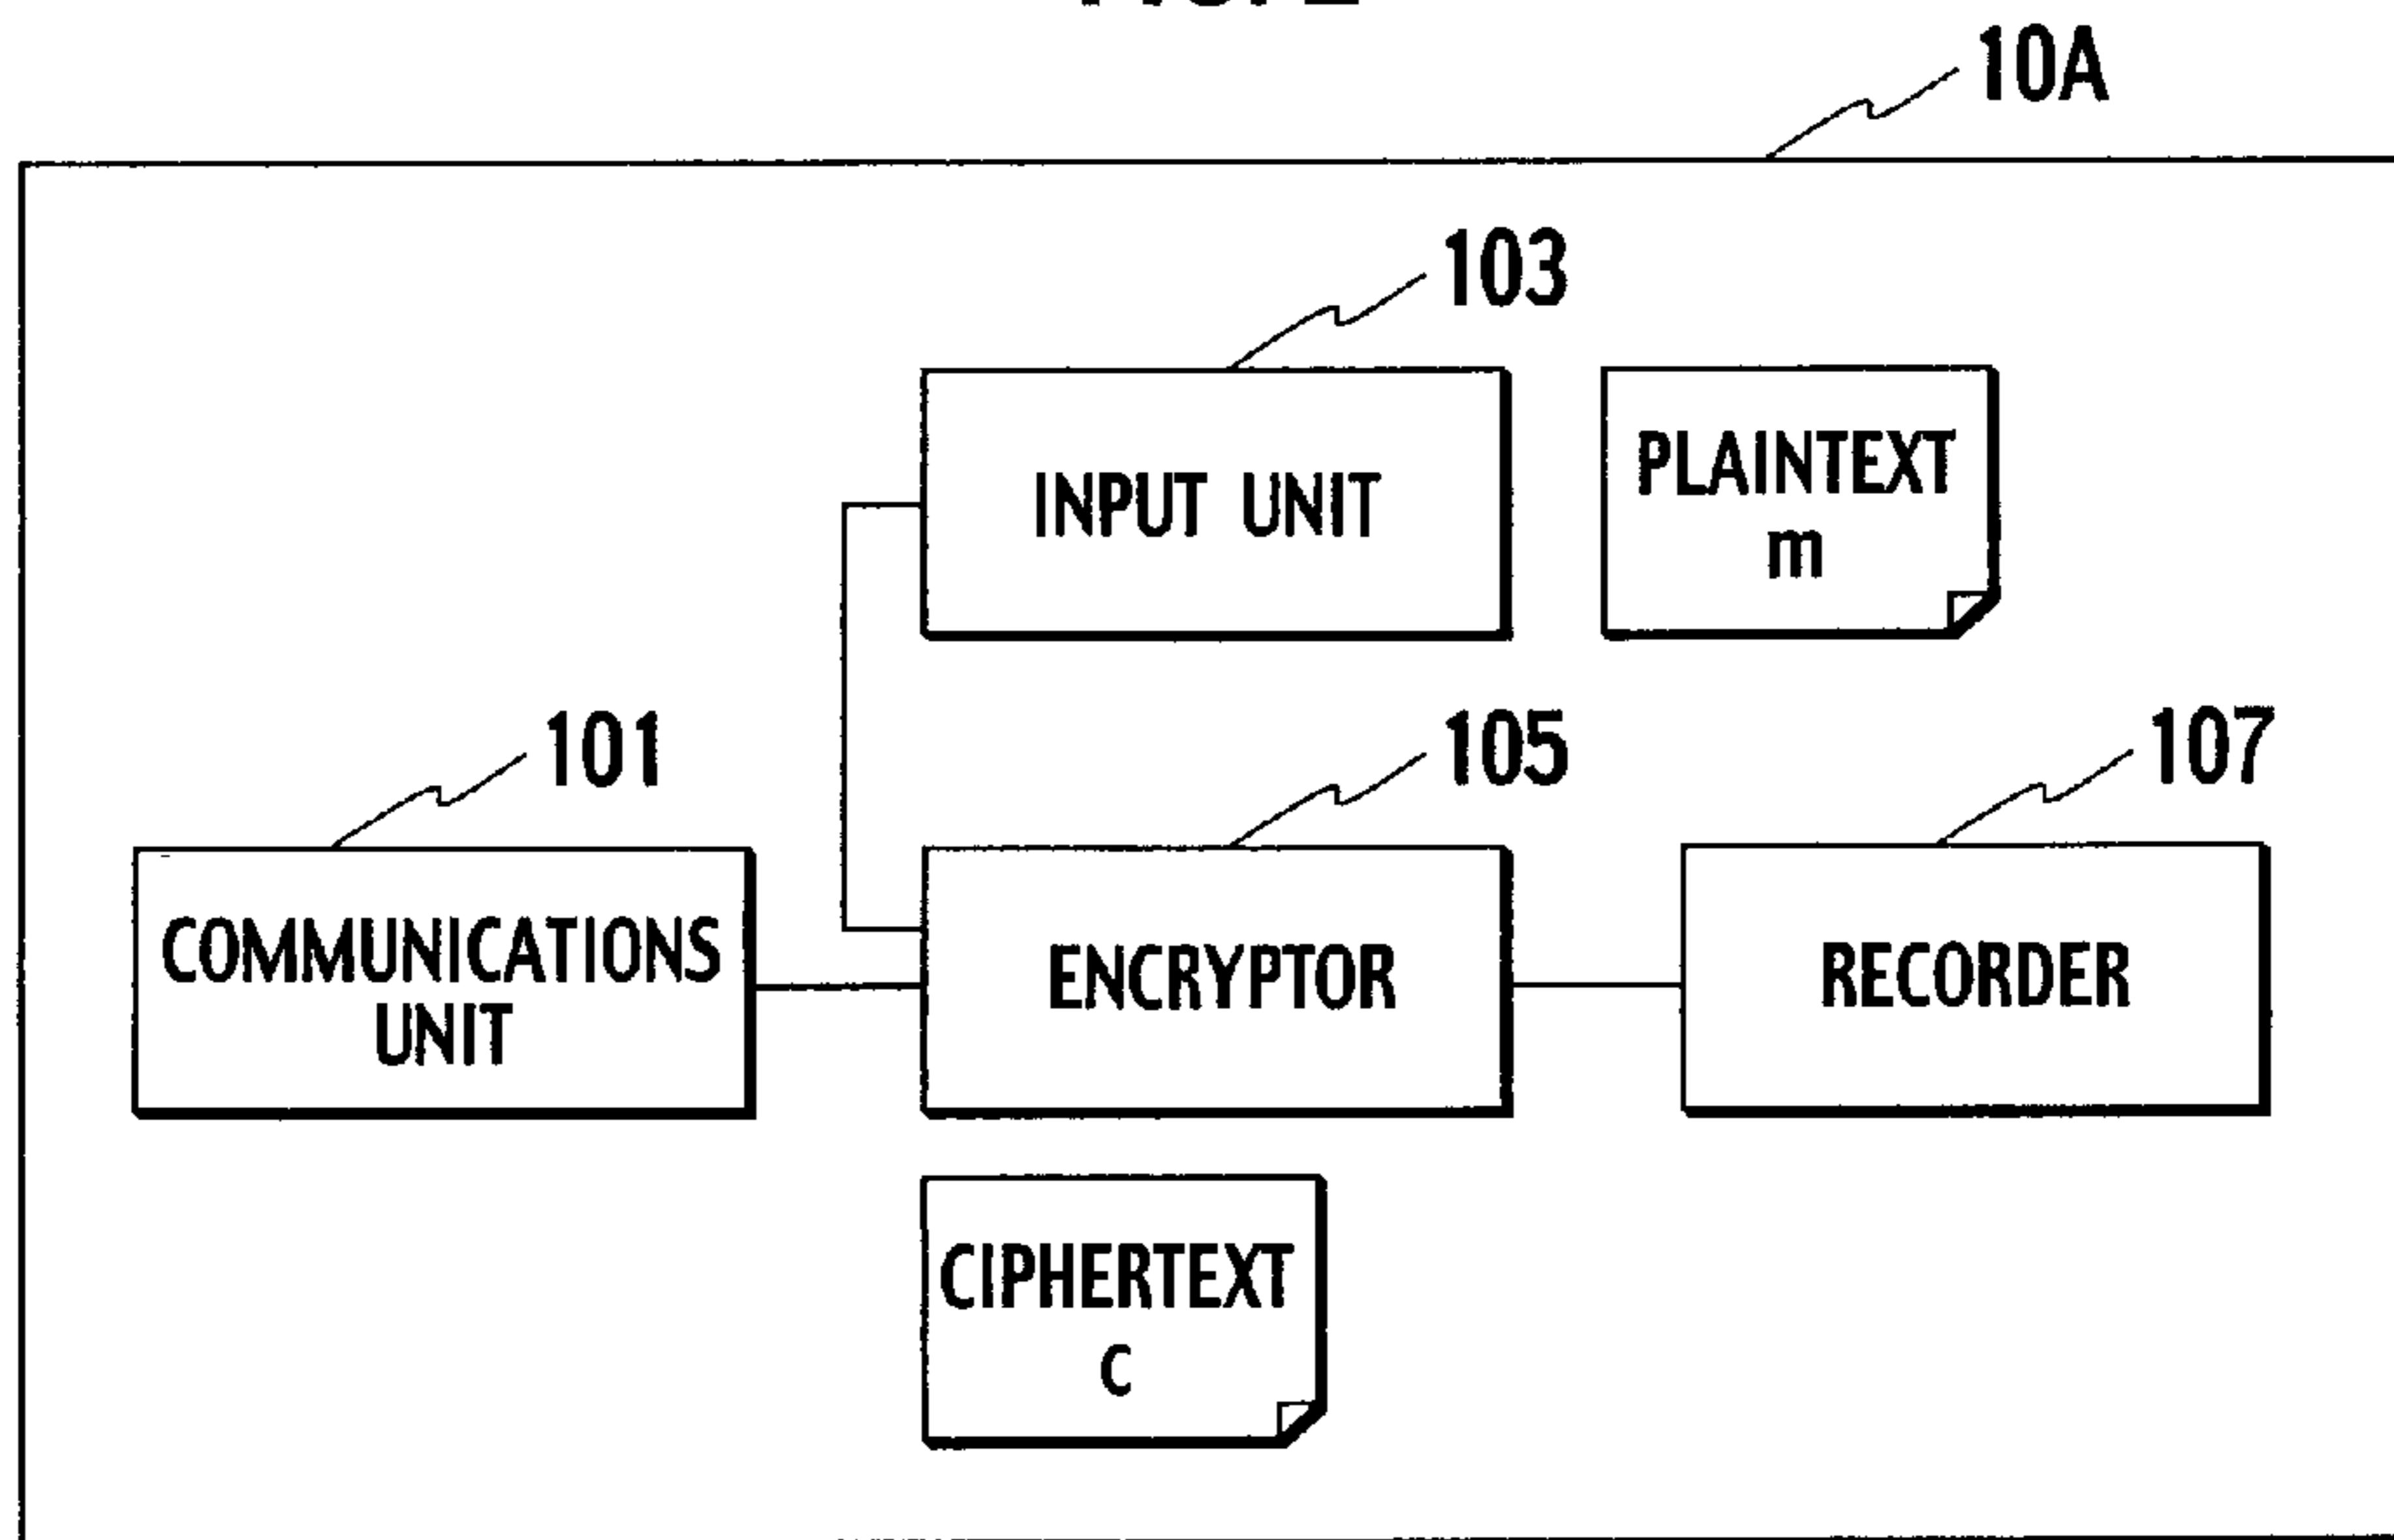 10A
103
INPUT UNIT
PLAINTEXT
m
101
105
107
COMMUNICATIONS
UNIT
ENCRYPTOR
RECORDER
CIPHERTEXT
c